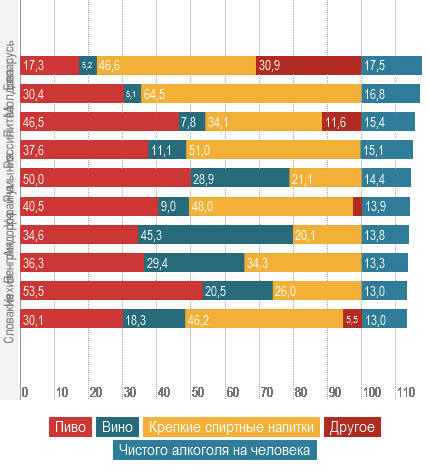 Беларусь
17,3 5,2 46,6 30,9 17,5
Молдова
30,4 5,1 64,5 16,8
Литва
46,5 7,8 34,1 11,6 15,4
Россия
37,6 11,1 51,0 15,1
Румыния
50,0 28,9 21,1 14,4
Украина
40,5 9,0 48,0 13,9
Андорра
34,6 45,3 20,1 13,8
Венгрия
36,3 29,4 34,3 13,3
Чехия
53,5 20,5 26,0 13,0
Словакия
30,1 18,3 46,2 5,5 13,0
0 10 20 30 40 50 60 70 80 90 100 110
Пиво Вино Крепкие спиртные напитки Другое
Чистого алкоголя на человека